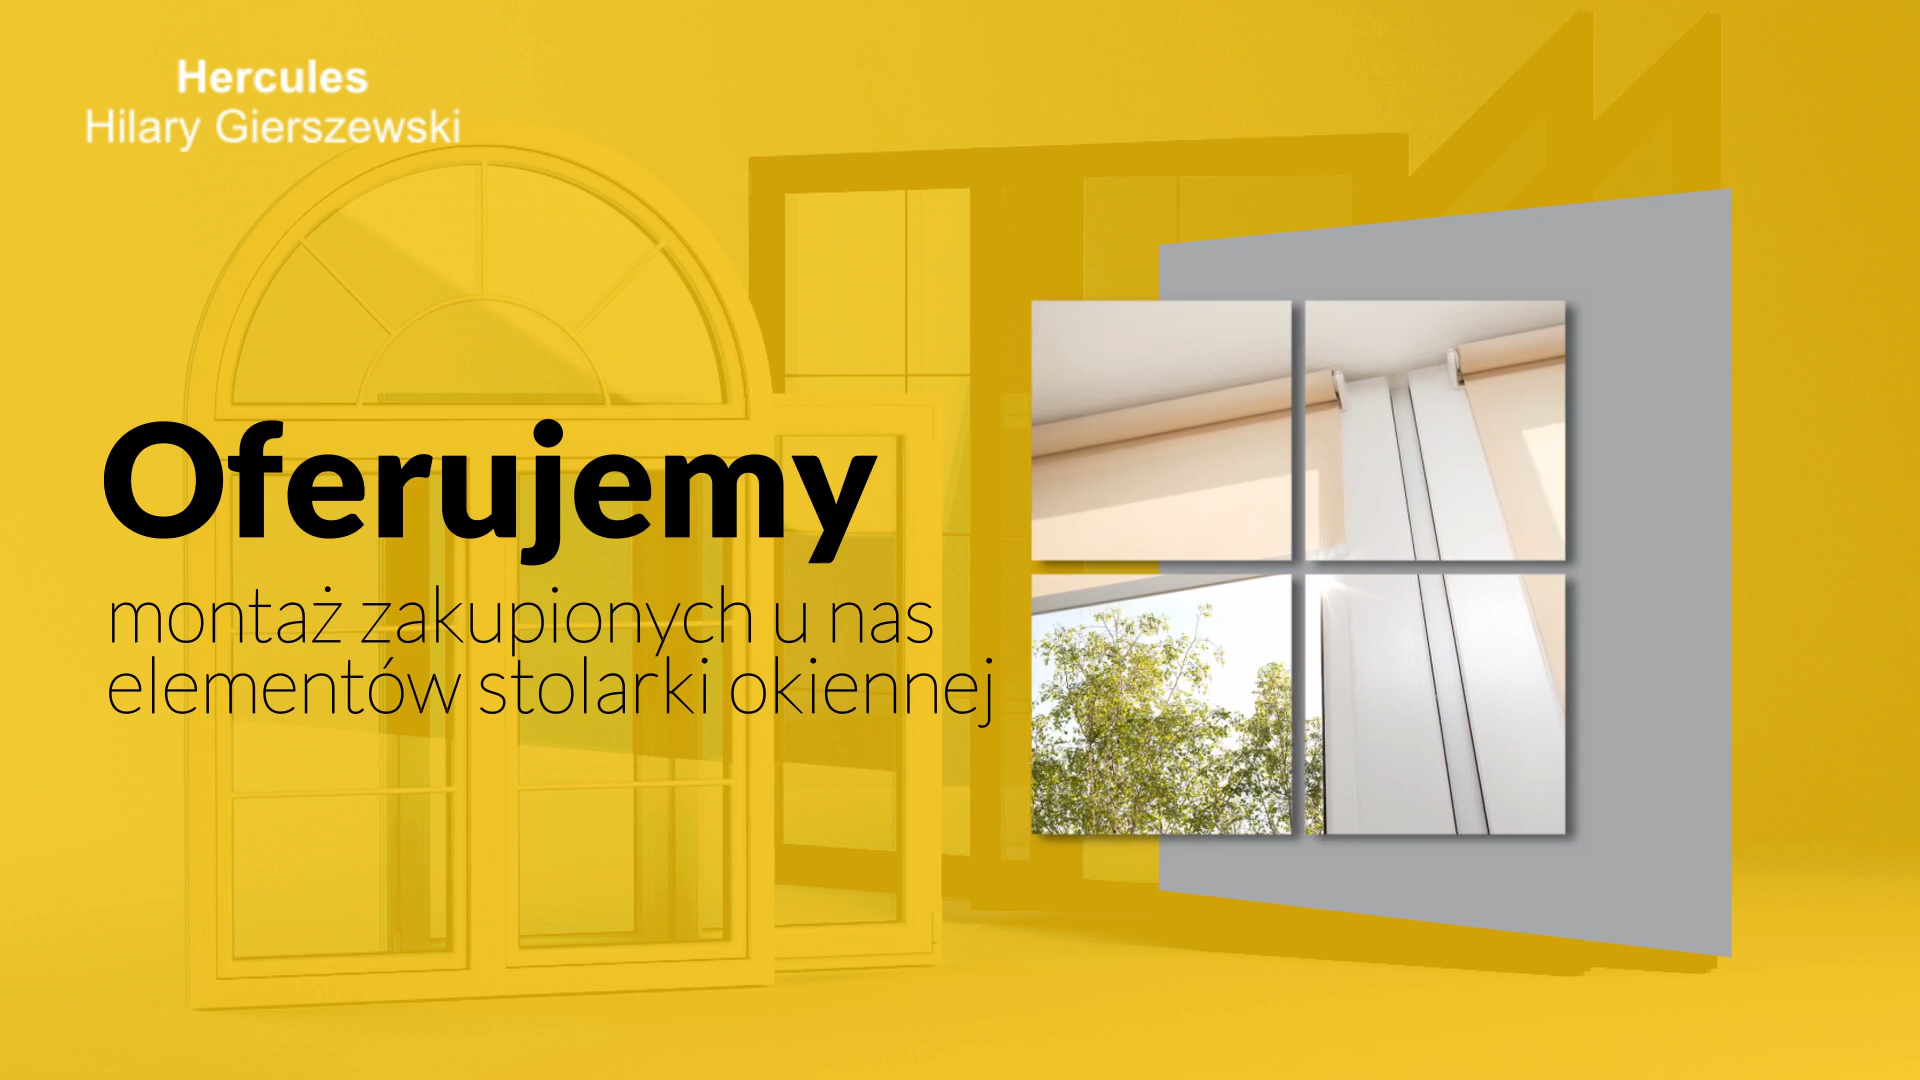 Hercules
Hilary Gierszewski
Oferujemy
montaż zakupionych u nas
elementów stolarki okiennej